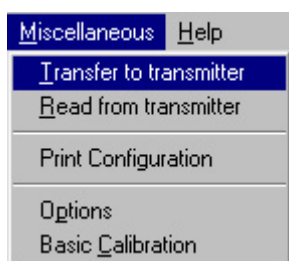 Miscellaneous Help
Transfer to transmitter
Read from transmitter
Print Configuration
Options
Basic Calibration